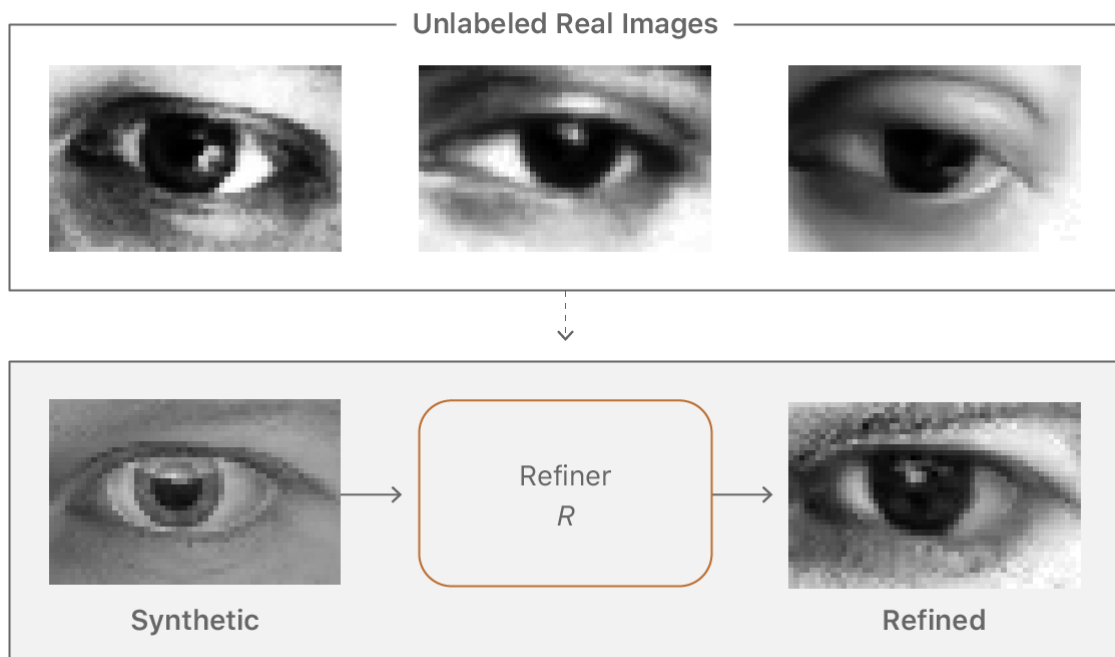 Unlabeled Real Images
Refiner
R
Synthetic
Refined